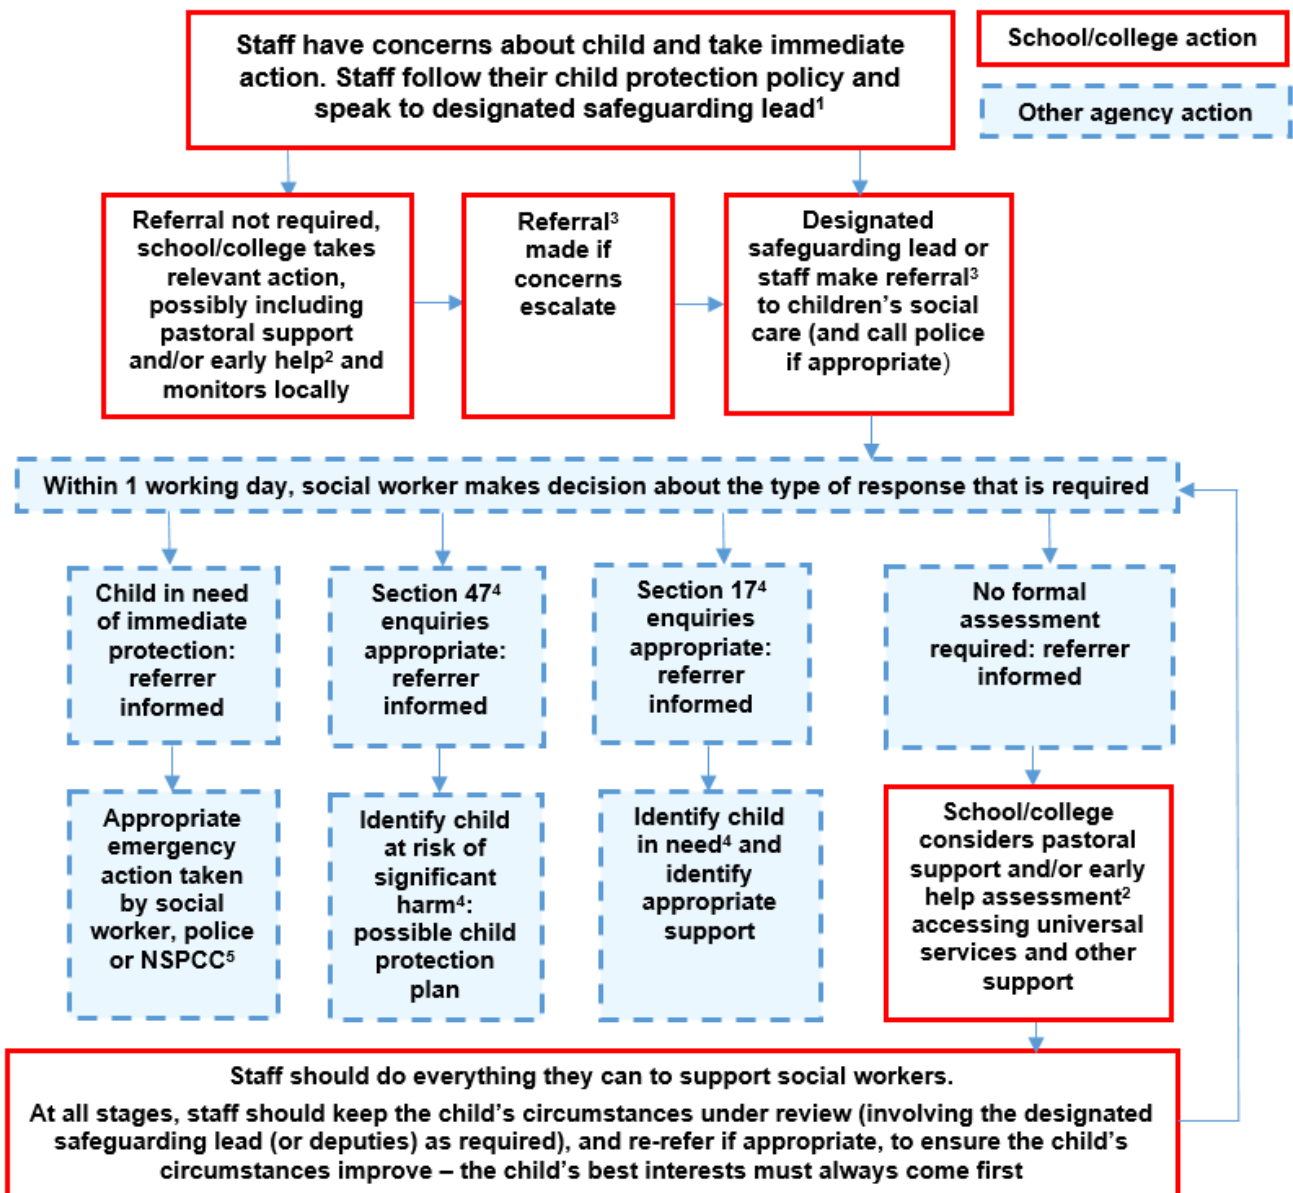 Staff have concerns about child and take immediate
action. Staff follow their child protection policy and
speak to designated safeguarding lead¹
School/college action
Other agency action
Referral not required,
school/college takes
relevant action,
possibly including
pastoral support
and/or early help² and
monitors locally
Referral³
made if
concerns
escalate
Designated
safeguarding lead or
staff make referral³
to children’s social
care (and call police
if appropriate)
Within 1 working day, social worker makes decision about the type of response that is required
Child in need
of immediate
protection:
referrer
informed
Section 47⁴
enquiries
appropriate:
referrer
informed
Section 17⁴
enquiries
appropriate:
referrer
informed
No formal
assessment
required: referrer
informed
Appropriate
emergency
action taken
by social
worker, police
or NSPCC⁵
Identify child
at risk of
significant
harm⁴:
possible child
protection
plan
Identify child
in need⁴ and
identify
appropriate
support
School/college
considers pastoral
support and/or early
help assessment²
accessing universal
services and other
support
Staff should do everything they can to support social workers.
At all stages, staff should keep the child’s circumstances under review (involving the designated
safeguarding lead (or deputies) as required), and re-refer if appropriate, to ensure the child’s
circumstances improve – the child’s best interests must always come first